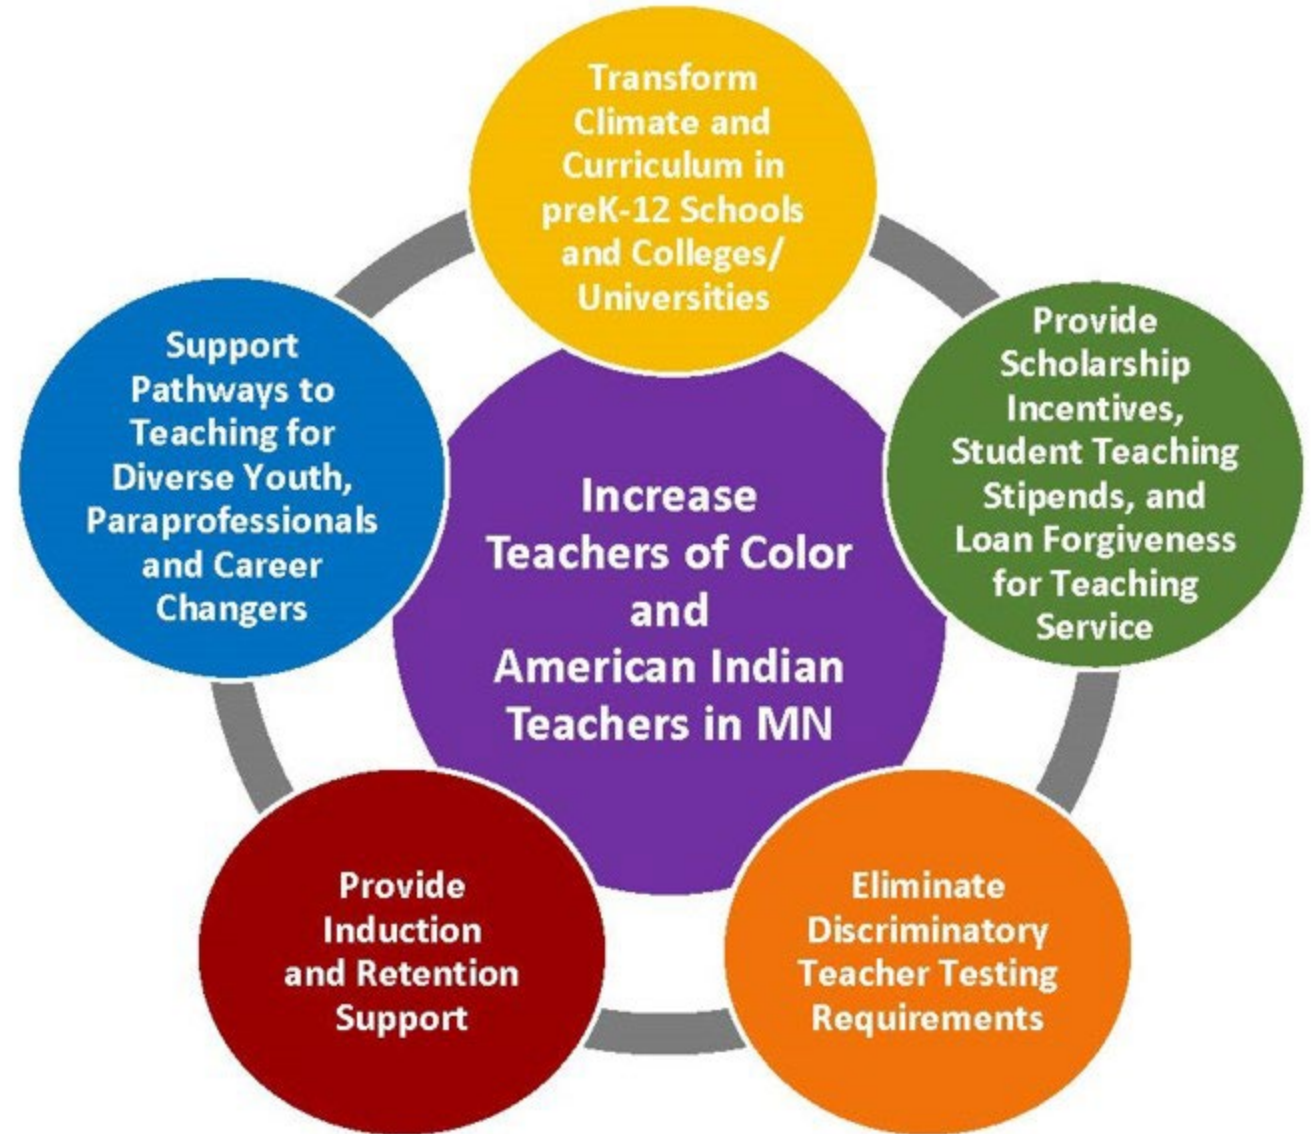 Transform
Climate and
Curriculum in
preK-12 Schools
and Colleges/
Universities
Provide
Scholarship
Incentives,
Student Teaching
Stipends, and
Loan Forgiveness
for Teaching
Service
Eliminate
Discriminatory
Teacher Testing
Requirements
Provide
Induction
and Retention
Support
Support
Pathways to
Teaching for
Diverse Youth,
Paraprofessionals
and Career
Changers
Increase
Teachers of Color
and
American Indian
Teachers in MN